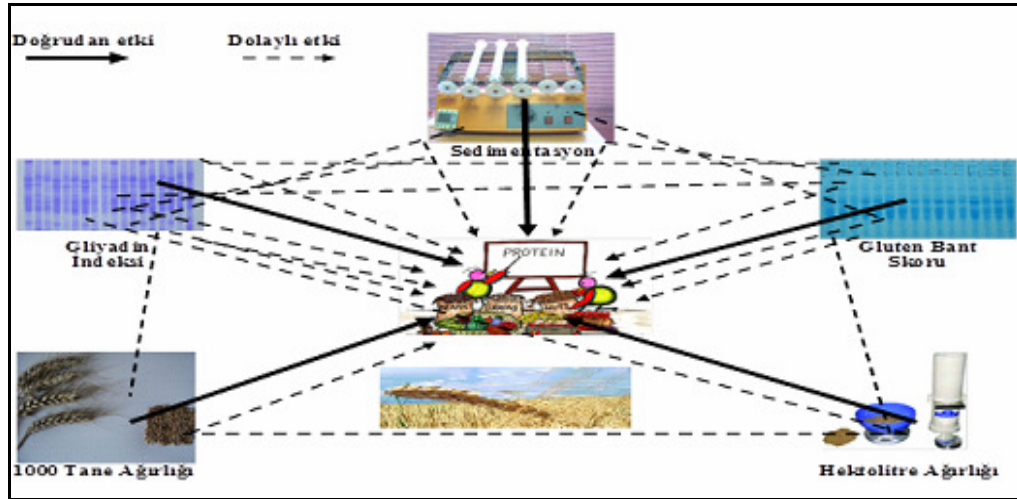 Doğrudan etki
Dolaylı etki
Sedimentasyon
Gliyadin
İndeksi
Gluten Bant
Skoru
PROTEIN
1000 Tane Ağırlığı
Hektolitre Ağırlığı